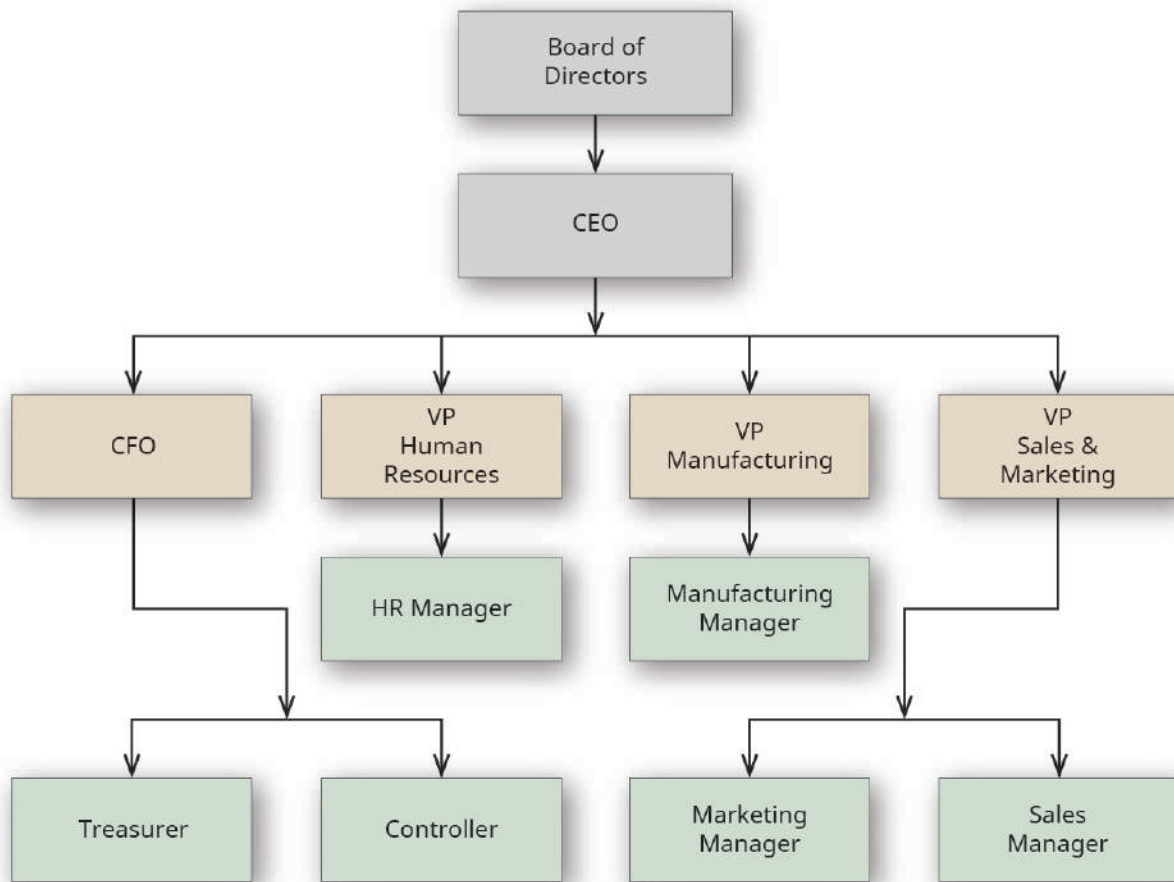 Board of
Directors
CEO
CFO
VP
Human
Resources
VP
Manufacturing
VP
Sales &
Marketing
HR Manager
Manufacturing
Manager
Treasurer
Controller
Marketing
Manager
Sales
Manager